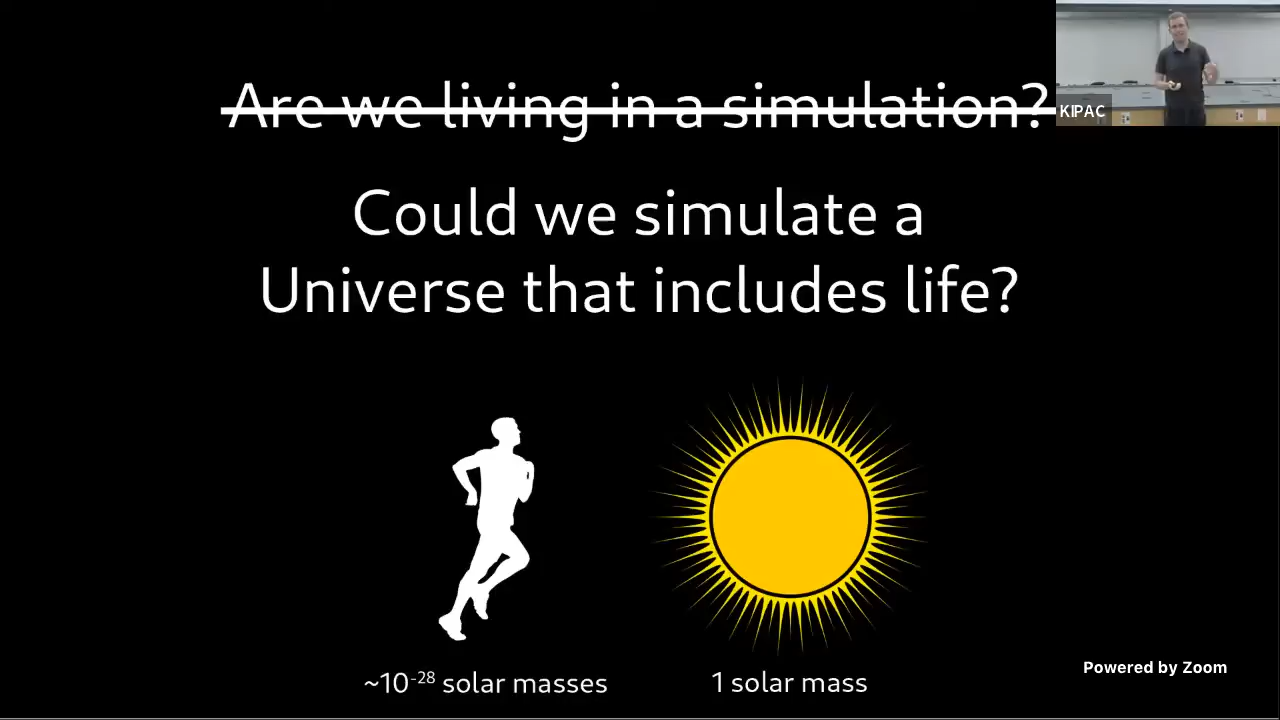 Are we living in a simulation?
KIPAC
Could we simulate a
Universe that includes life?
~10⁻²⁸ solar masses
1 solar mass
Powered by Zoom